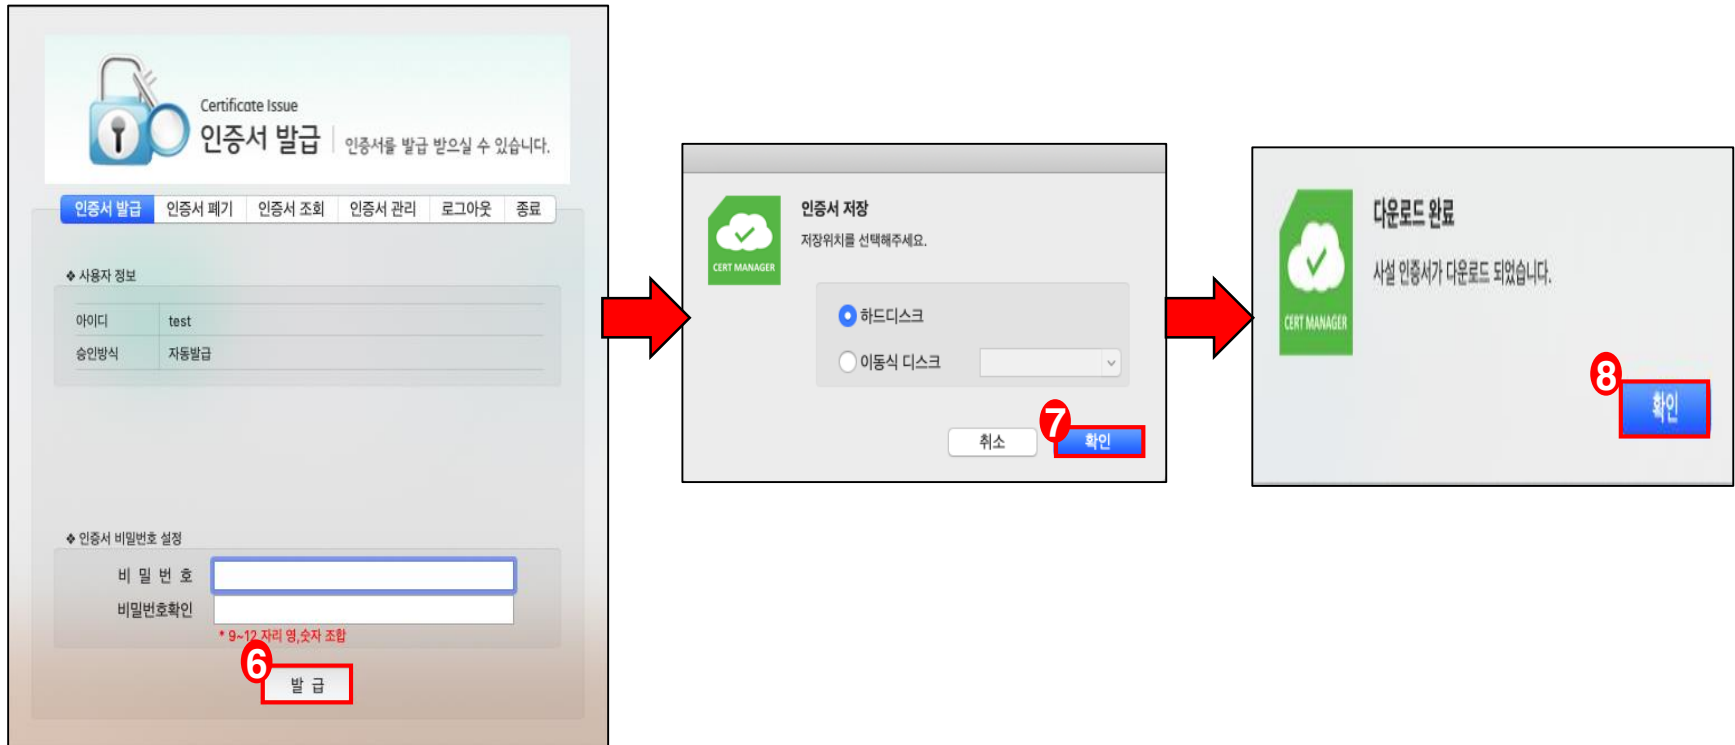 Certificate Issue
인증서 발급 인증서를 발급 받으실 수 있습니다.
인증서 발급 인증서 폐기 인증서 조회 인증서 관리 로그아웃 종료
❖ 사용자 정보
아이디 test
승인방식 자동발급
❖ 인증서 비밀번호 설정
비 밀 번 호
비밀번호확인
* 9~12 자리 영,숫자 조합
6
발 급
인증서 저장
저장위치를 선택해주세요.
CERT MANAGER
하드디스크
이동식 디스크
취소
7
확인
다운로드 완료
사설 인증서가 다운로드 되었습니다.
CERT MANAGER
8
확인